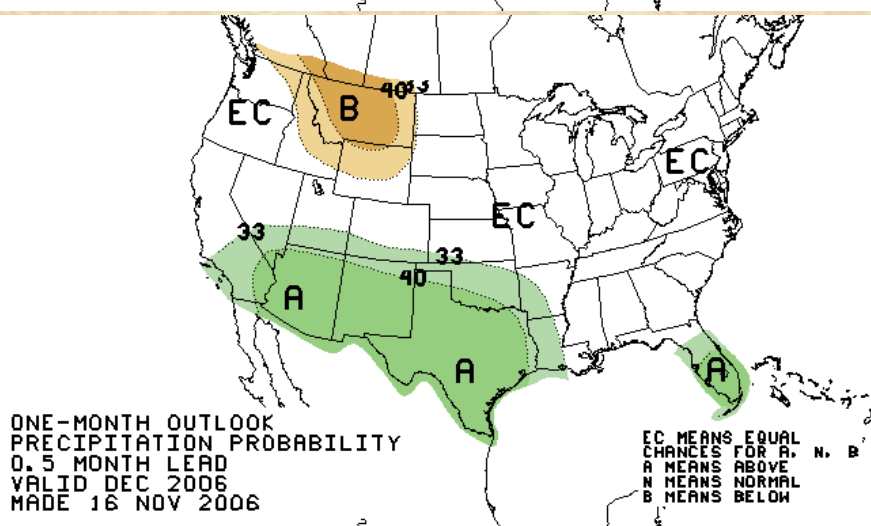 40 33
B
EC
EC
EC
33
33
40
A
A
A
ONE-MONTH OUTLOOK
PRECIPITATION PROBABILITY
0.5 MONTH LEAD
VALID DEC 2006
MADE 16 NOV 2006
EC MEANS EQUAL
CHANCES FOR A, N, B
A MEANS ABOVE
N MEANS NORMAL
B MEANS BELOW